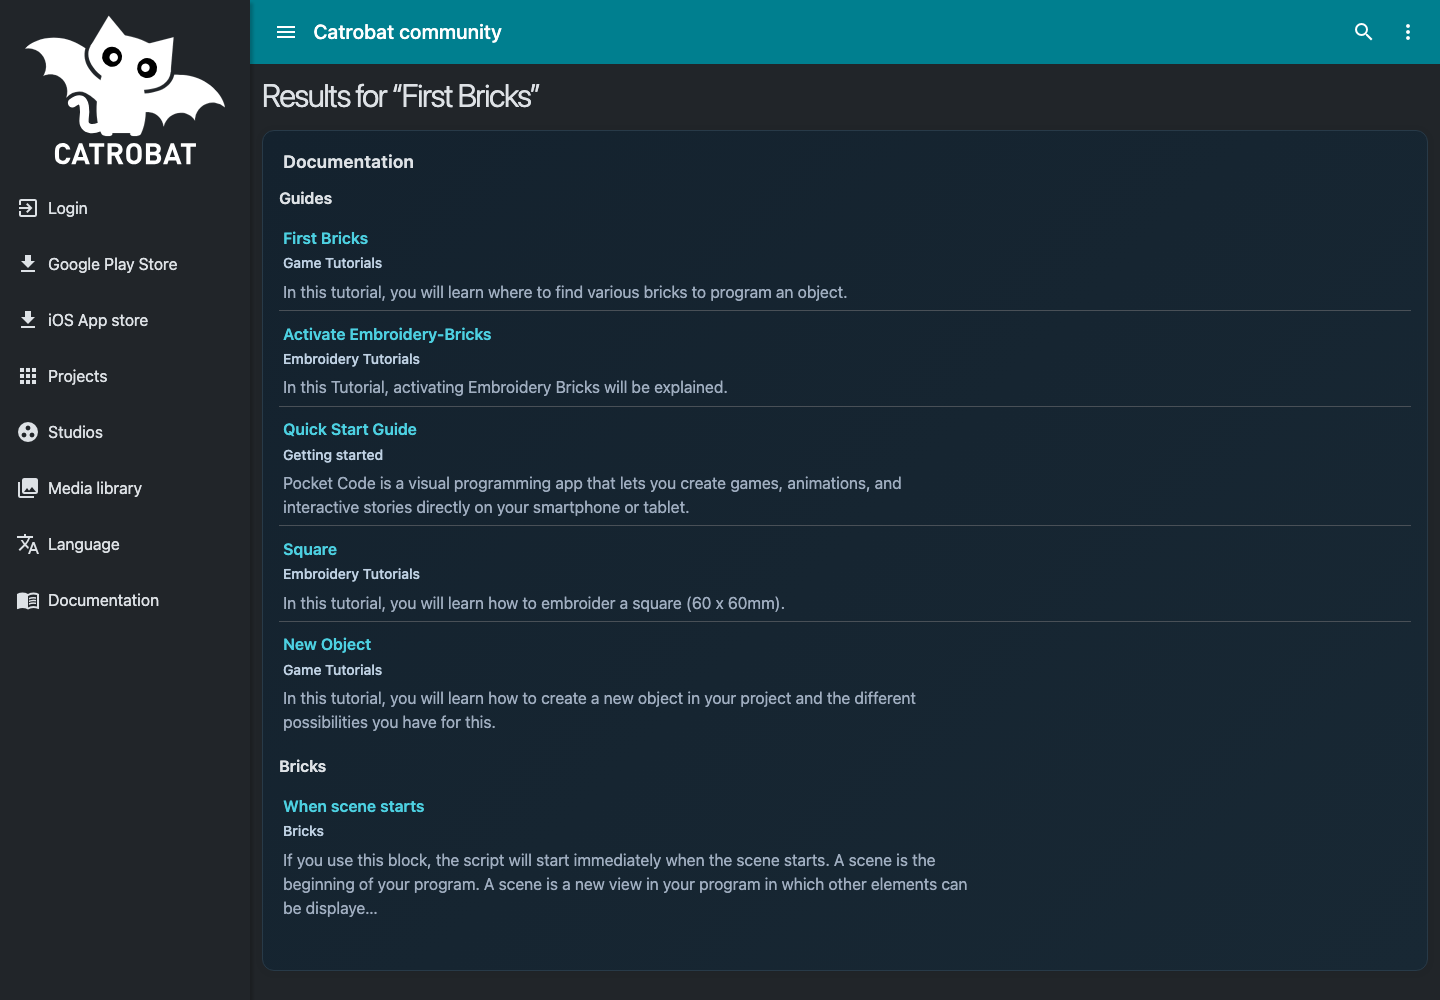 CATROBAT
Login
Google Play Store
iOS App store
Projects
Studios
Media library
Language
Documentation
Catrobat community
Results for “First Bricks”
Documentation
Guides
First Bricks
Game Tutorials
In this tutorial, you will learn where to find various bricks to program an object.
Activate Embroidery-Bricks
Embroidery Tutorials
In this Tutorial, activating Embroidery Bricks will be explained.
Quick Start Guide
Getting started
Pocket Code is a visual programming app that lets you create games, animations, and
interactive stories directly on your smartphone or tablet.
Square
Embroidery Tutorials
In this tutorial, you will learn how to embroider a square (60 x 60mm).
New Object
Game Tutorials
In this tutorial, you will learn how to create a new object in your project and the different
possibilities you have for this.
Bricks
When scene starts
Bricks
If you use this block, the script will start immediately when the scene starts. A scene is the
beginning of your program. A scene is a new view in your program in which other elements can
be displaye...